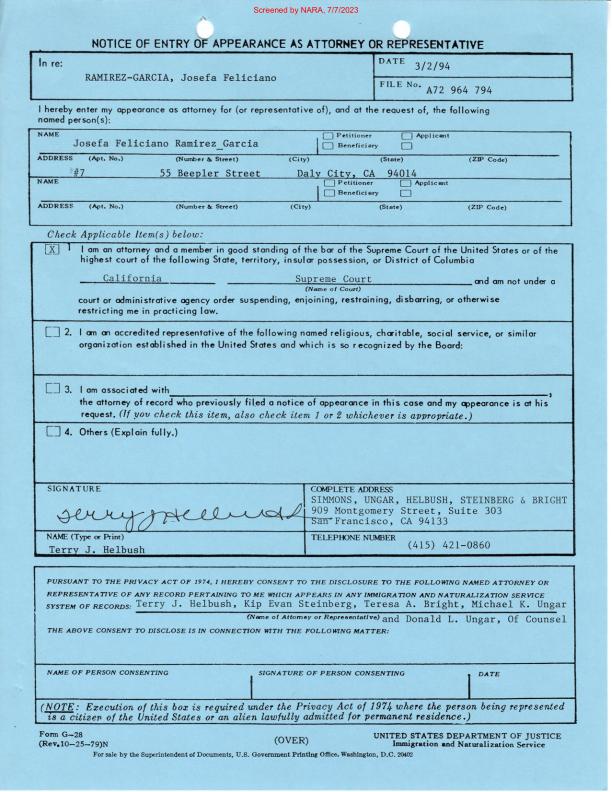 Screened by NARA, 7/7/2023
NOTICE OF ENTRY OF APPEARANCE AS ATTORNEY OR REPRESENTATIVE
In re:
RAMIREZ-GARCIA, Josefa Feliciano
DATE 3/2/94
FILE No. A72 964 794
I hereby enter my appearance as attorney for (or representative of), and at the request of, the following
named person(s):
NAME
Petitioner Applicant
Josefa Feliciano Ramirez Garcia
Beneficiary
ADDRESS (Apt. No.) (Number & Street) (City) (State) (ZIP Code)
#7 55 Beepler Street Daly City, CA 94014
NAME
Petitioner Applicant
Beneficiary
ADDRESS (Apt. No.) (Number & Street) (City) (State) (ZIP Code)
Check Applicable Item(s) below:
X 1 I am an attorney and a member in good standing of the bar of the Supreme Court of the United States or of the
highest court of the following State, territory, insular possession, or District of Columbia
California Supreme Court and am not under a
(Name of Court)
court or administrative agency order suspending, enjoining, restraining, disbarring, or otherwise
restricting me in practicing law.
2. I am an accredited representative of the following named religious, charitable, social service, or similar
organization established in the United States and which is so recognized by the Board:
3. I am associated with ,
the attorney of record who previously filed a notice of appearance in this case and my appearance is at his
request. (If you check this item, also check item 1 or 2 whichever is appropriate.)
4. Others (Explain fully.)
SIGNATURE
Terry J Helbush
COMPLETE ADDRESS
SIMMONS, UNGAR, HELBUSH, STEINBERG & BRIGHT
909 Montgomery Street, Suite 303
San Francisco, CA 94133
NAME (Type or Print)
Terry J. Helbush
TELEPHONE NUMBER
(415) 421-0860
PURSUANT TO THE PRIVACY ACT OF 1974, I HEREBY CONSENT TO THE DISCLOSURE TO THE FOLLOWING NAMED ATTORNEY OR
REPRESENTATIVE OF ANY RECORD PERTAINING TO ME WHICH APPEARS IN ANY IMMIGRATION AND NATURALIZATION SERVICE
SYSTEM OF RECORDS: Terry J. Helbush, Kip Evan Steinberg, Teresa A. Bright, Michael K. Ungar
(Name of Attorney or Representative) and Donald L. Ungar, Of Counsel
THE ABOVE CONSENT TO DISCLOSE IS IN CONNECTION WITH THE FOLLOWING MATTER:
NAME OF PERSON CONSENTING SIGNATURE OF PERSON CONSENTING DATE
(NOTE: Execution of this box is required under the Privacy Act of 1974 where the person being represented
is a citizen of the United States or an alien lawfully admitted for permanent residence.)
Form G-28
(Rev.10-25-79)N
(OVER)
UNITED STATES DEPARTMENT OF JUSTICE
Immigration and Naturalization Service
For sale by the Superintendent of Documents, U.S. Government Printing Office, Washington, D.C. 20402